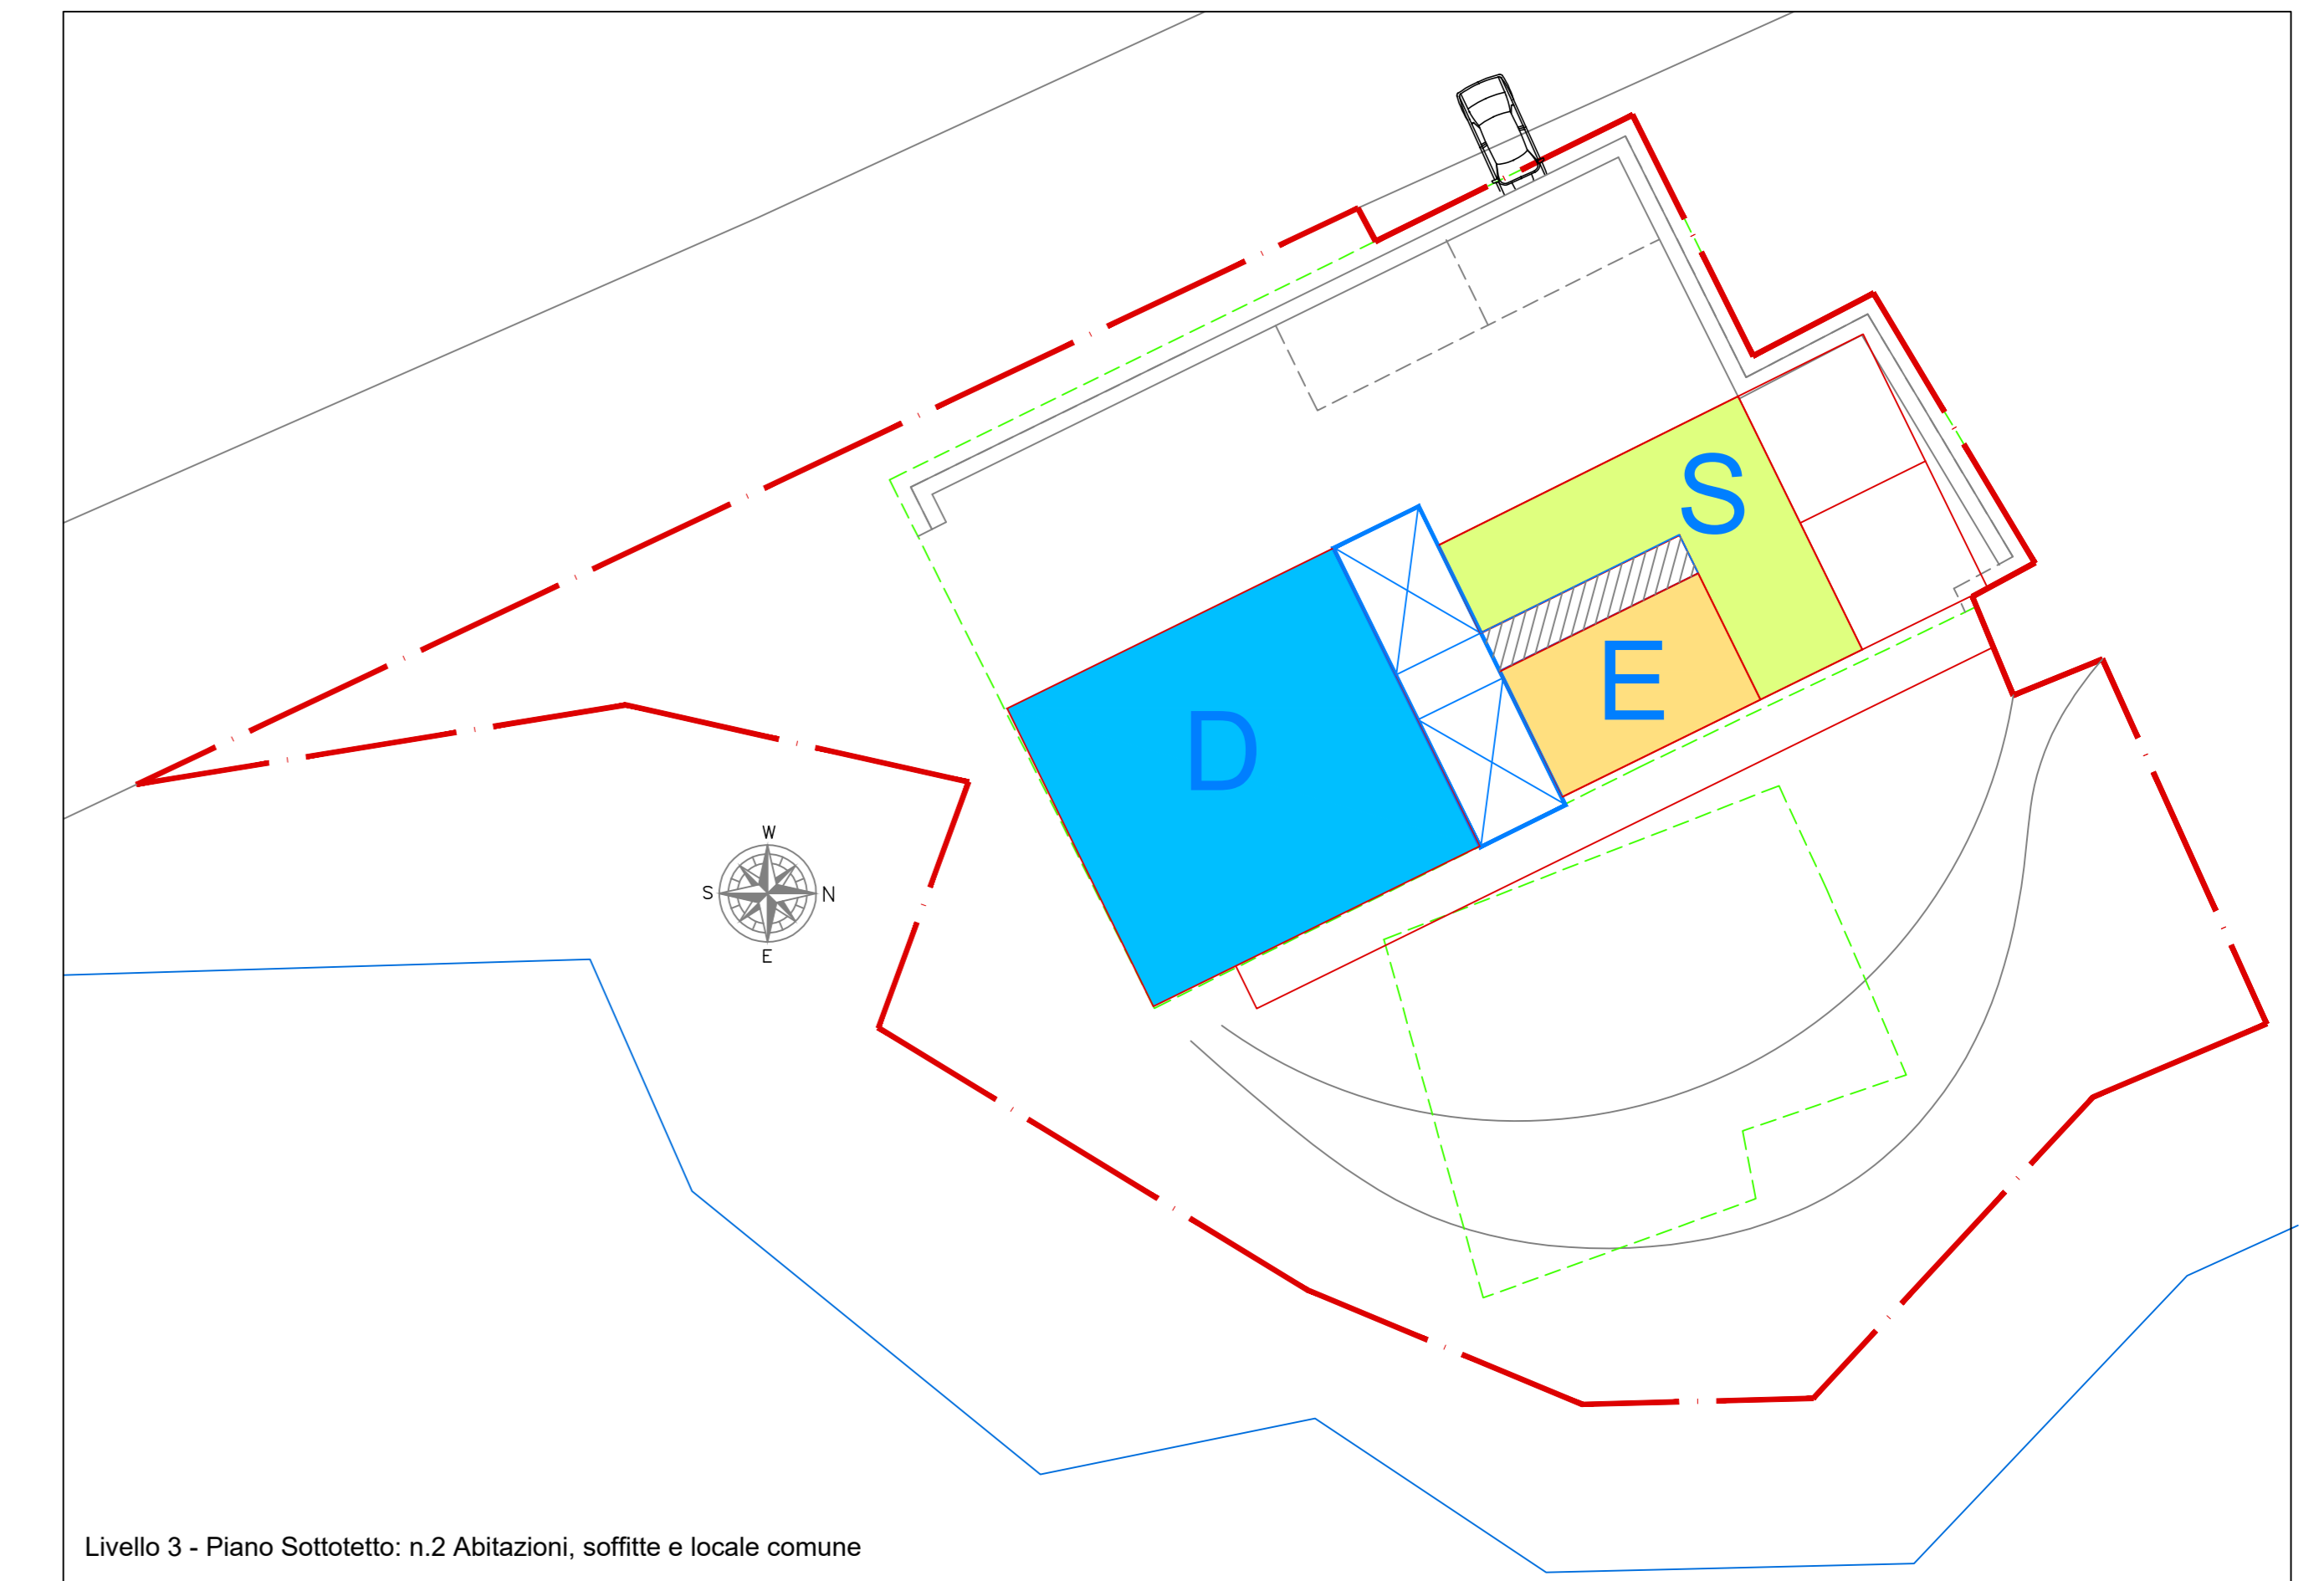 S
E
D
W
S
N
E
Livello 3 - Piano Sottotetto: n.2 Abitazioni, soffitte e locale comune